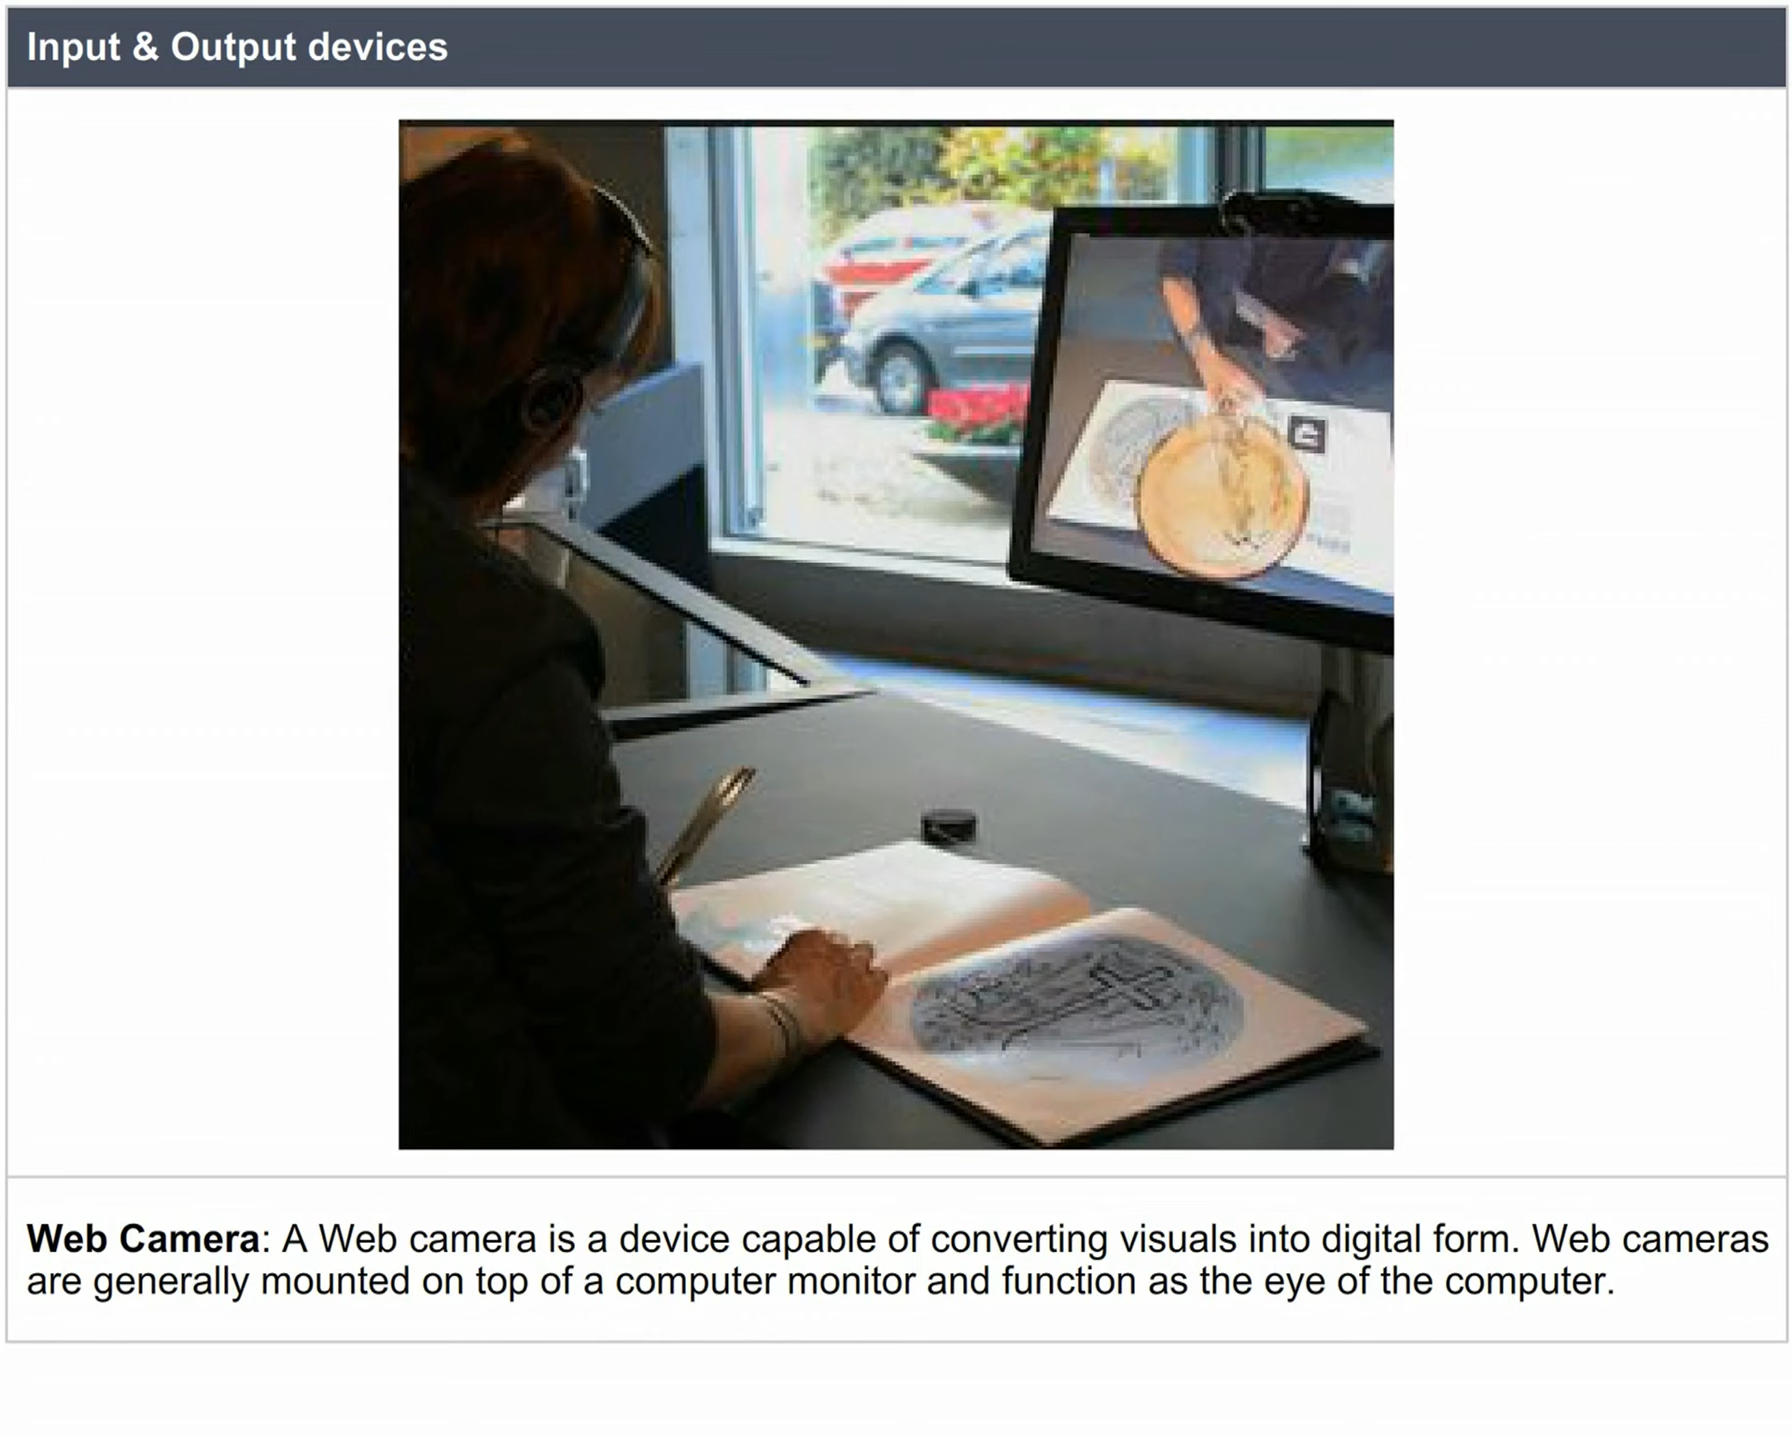 Input & Output devices
Web Camera: A Web camera is a device capable of converting visuals into digital form. Web cameras
are generally mounted on top of a computer monitor and function as the eye of the computer.